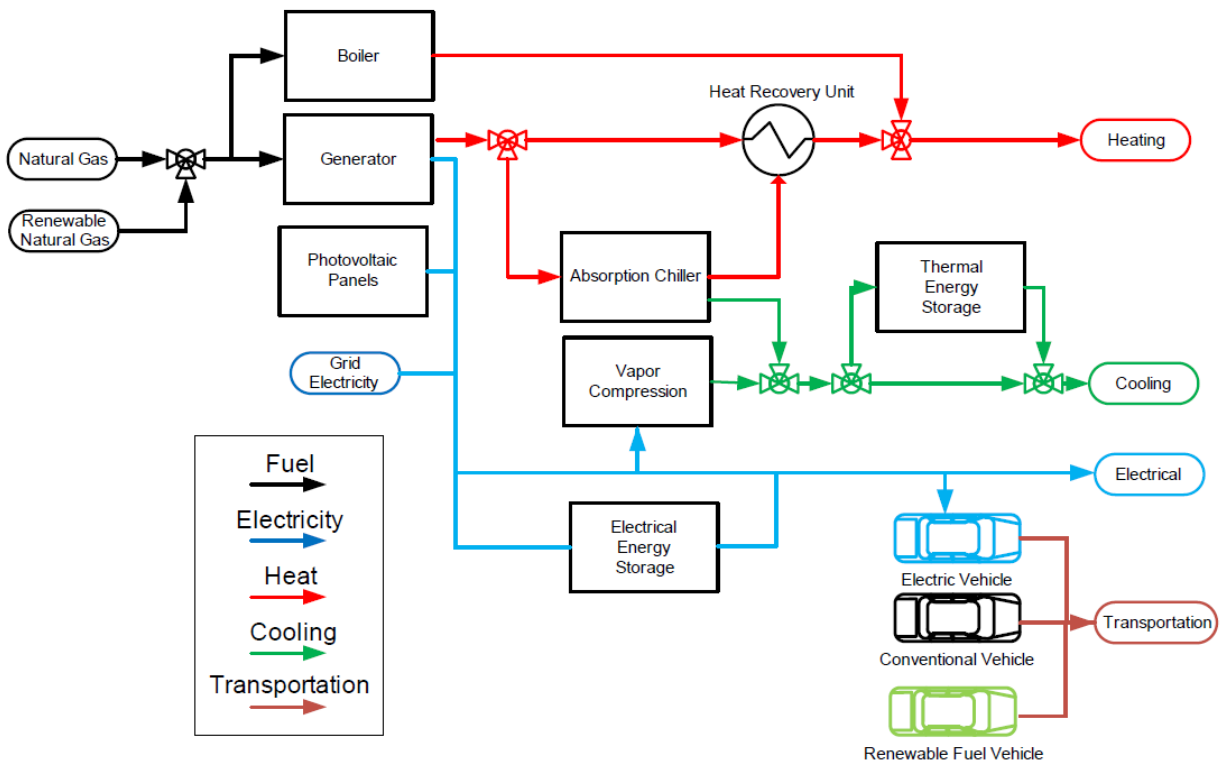 Boiler
Heat Recovery Unit
Natural Gas
Generator
Heating
Renewable
Natural Gas
Photovoltaic
Panels
Absorption Chiller
Thermal
Energy
Storage
Grid
Electricity
Vapor
Compression
Cooling
Fuel
Electricity
Heat
Cooling
Transportation
Electrical
Electrical
Energy
Storage
Electric Vehicle
Transportation
Conventional Vehicle
Renewable Fuel Vehicle